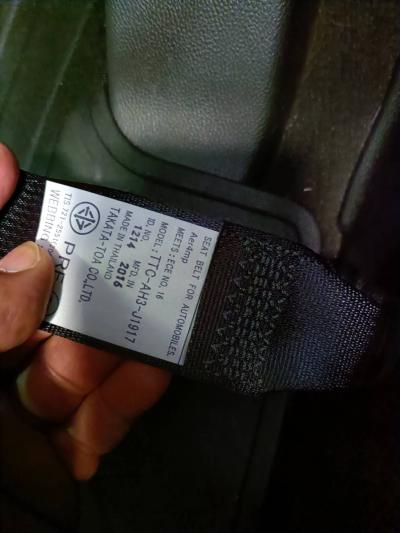 SEAT BELT FOR AUTOMOBILES.
Aer4mp
MEETS: ECE NO. 16
MODEL: TTC-AH3-J1917
ID. NO. 1214 MFD. IN 2016
MADE IN THAILAND
TAKATA-TOA CO.,LTD.
WEBBING